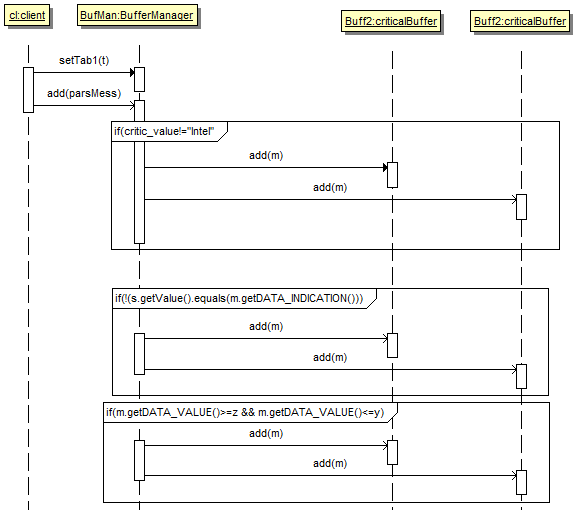 cl:client
BufMan:BufferManager
Buff2:criticalBuffer
Buff2:criticalBuffer
setTab1(t)
add(parsMess)
if(critic_value!="Intel"
add(m)
add(m)
if(!(s.getValue().equals(m.getDATA_INDICATION()))
add(m)
add(m)
if(m.getDATA_VALUE()>=z && m.getDATA_VALUE()<=y)
add(m)
add(m)